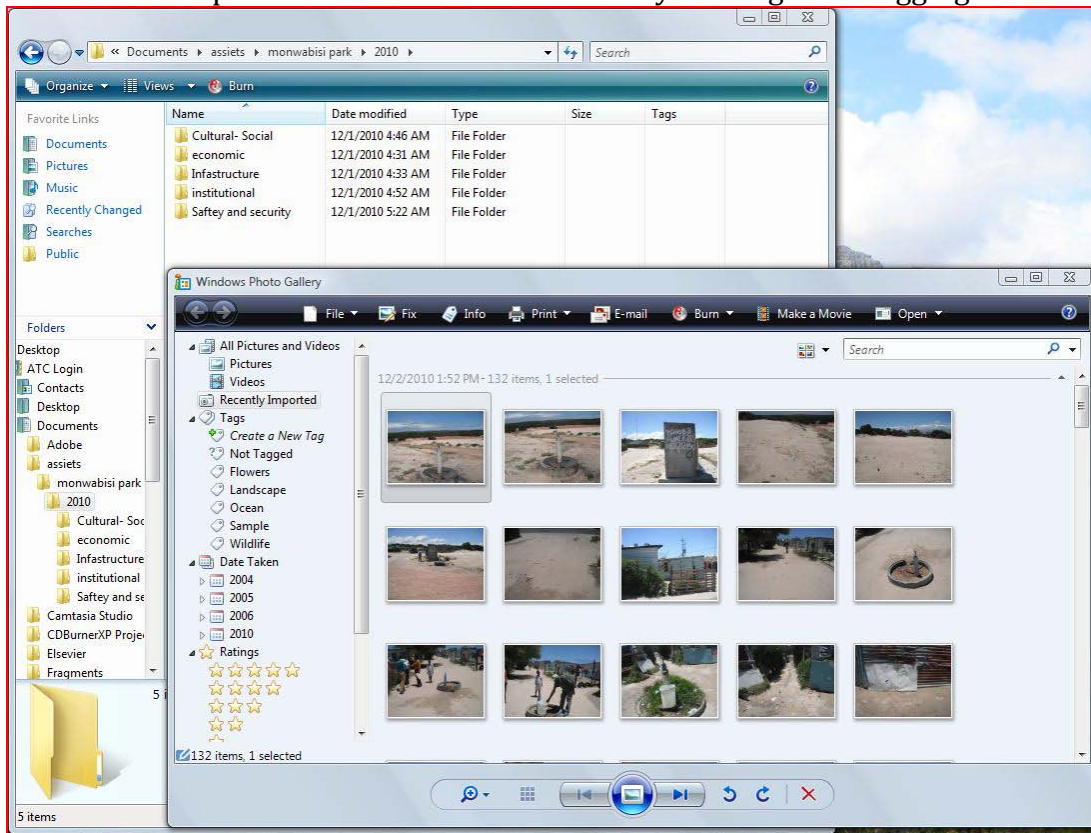 Documents ▸ assiets ▸ monwabisi park ▸ 2010 ▸ Search
Organize Views Burn
Favorite Links
Documents
Pictures
Music
Recently Changed
Searches
Public
Name Date modified Type Size Tags
Cultural- Social 12/1/2010 4:46 AM File Folder
economic 12/1/2010 4:31 AM File Folder
Infastructure 12/1/2010 4:33 AM File Folder
institutional 12/1/2010 4:52 AM File Folder
Saftey and security 12/1/2010 5:22 AM File Folder
Folders
Desktop
ATC Login
Contacts
Desktop
Documents
Adobe
assiets
monwabisi park
2010
Cultural- Soc
economic
Infastructure
institutional
Saftey and se
Camtasia Studio
CDBurnerXP Proje
Elsevier
Fragments
5 items
Windows Photo Gallery
File Fix Info Print E-mail Burn Make a Movie Open
All Pictures and Videos
Pictures
Videos
Recently Imported
Tags
Create a New Tag
Not Tagged
Flowers
Landscape
Ocean
Sample
Wildlife
Date Taken
2004
2005
2006
2010
Ratings
132 items, 1 selected
Search
12/2/2010 1:52 PM - 132 items, 1 selected